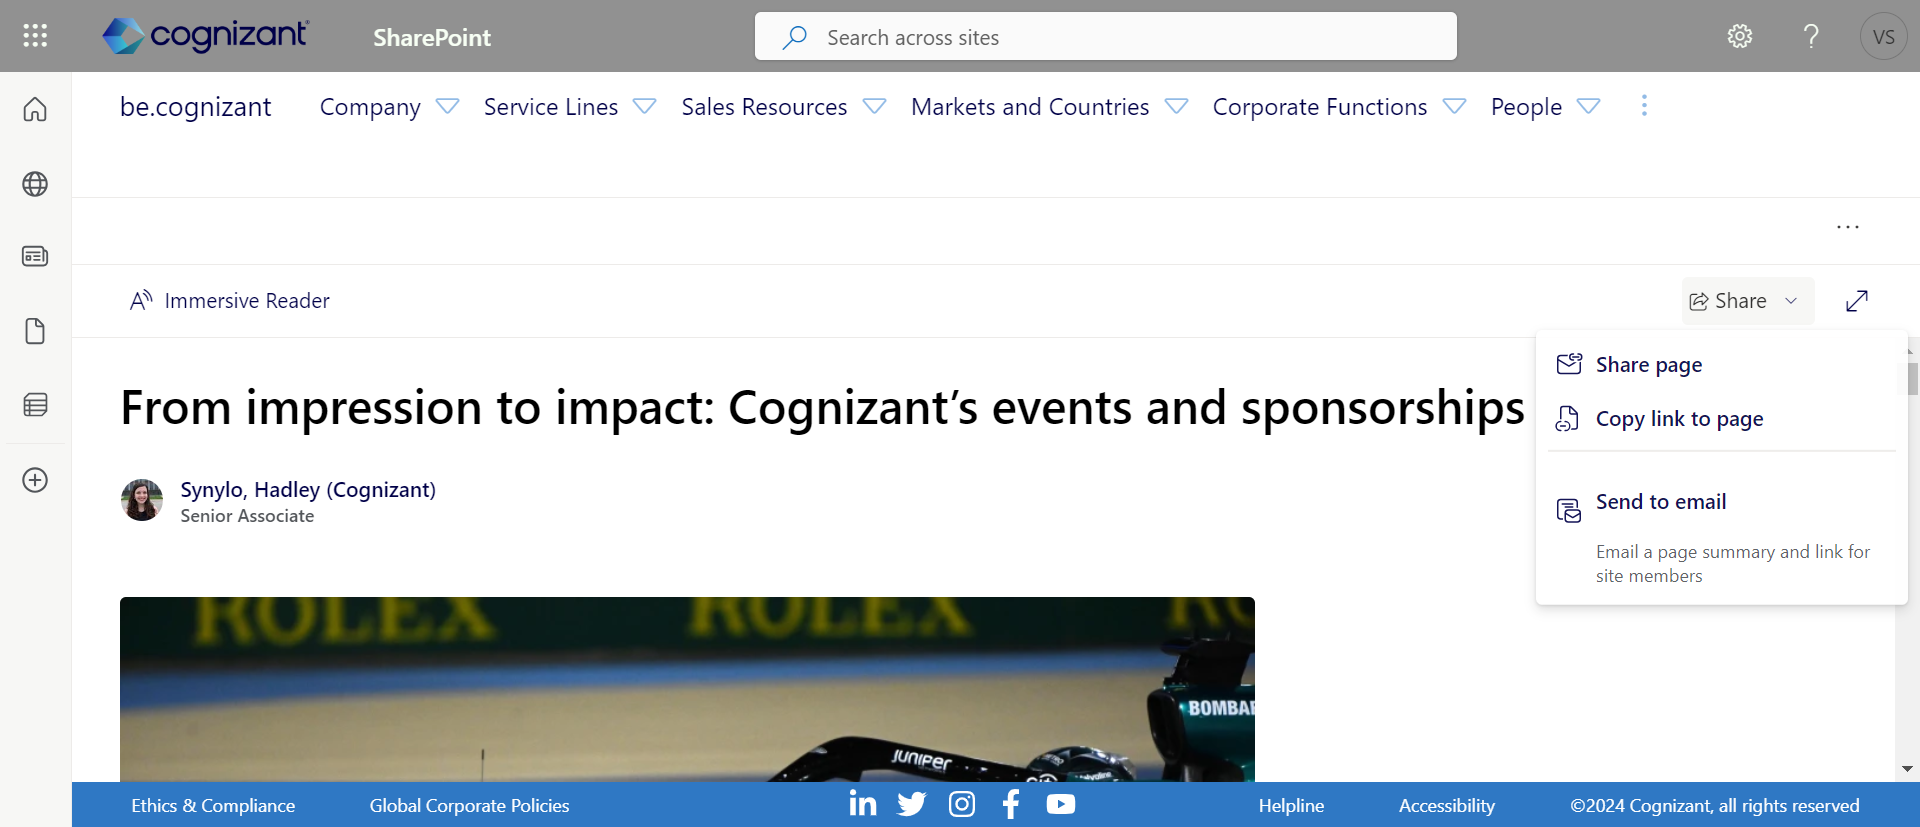 cognizant
SharePoint
Search across sites
VS
be.cognizant
Company
Service Lines
Sales Resources
Markets and Countries
Corporate Functions
People
Immersive Reader
Share
Share page
Copy link to page
Send to email
Email a page summary and link for
site members
From impression to impact: Cognizant’s events and sponsorships
Synylo, Hadley (Cognizant)
Senior Associate
ROLEX
ROLEX
BOMBAR
JUNIPER
Valvoline
Ethics & Compliance
Global Corporate Policies
Helpline
Accessibility
©2024 Cognizant, all rights reserved